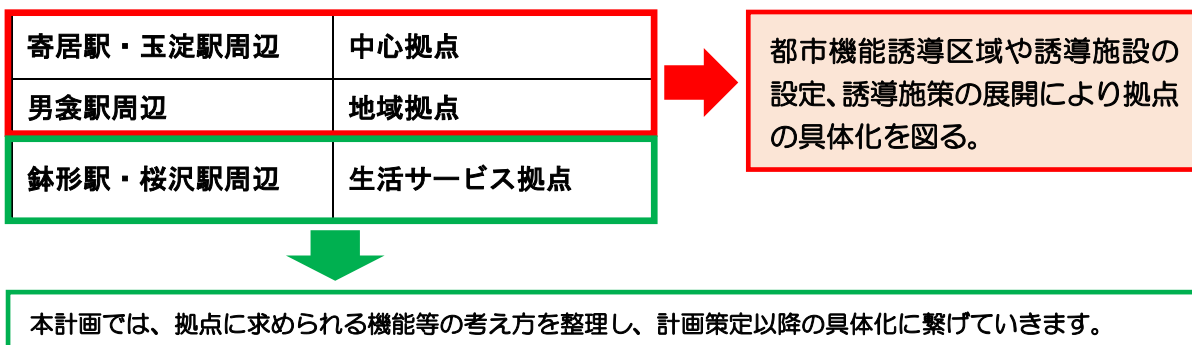 寄居駅・玉淀駅周辺 中心拠点
男衾駅周辺 地域拠点
鉢形駅・桜沢駅周辺 生活サービス拠点
都市機能誘導区域や誘導施設の
設定、誘導施策の展開により拠点
の具体化を図る。
本計画では、拠点に求められる機能等の考え方を整理し、計画策定以降の具体化に繋げていきます。